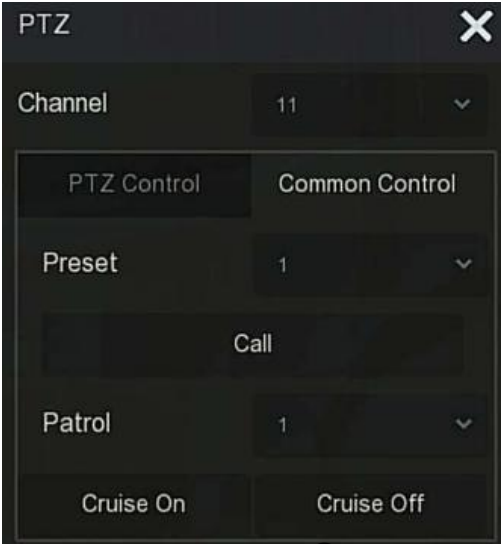 PTZ
Channel 11
PTZ Control Common Control
Preset 1
Call
Patrol 1
Cruise On Cruise Off